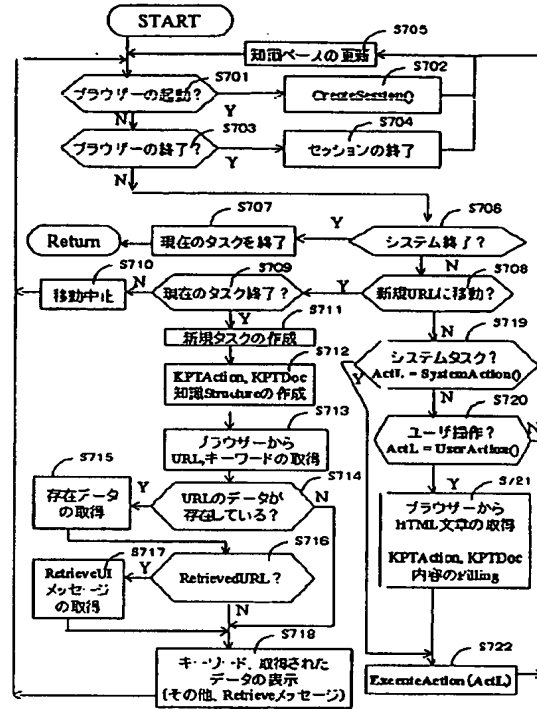 START
S705
知識ベースの更新
S701
S702
ブラウザーの起動?
Y
CreateSession()
N
S703
S704
ブラウザーの終了?
Y
セッションの終了
N
S707
S706
Return
現在のタスクを終了
Y
システム終了?
N
S710
S709
S708
移動中止
N
現在のタスク終了?
Y
新規URLに移動?
Y
S711
N
新規タスクの作成
S719
S712
システムタスク?
Y
ActL = SystemAction()
KPTAction, KPTDoc
知識Structureの作成
N
S720
S713
ユーザ操作?
N
ActL = UserAction()
ブラウザーから
URL,キーワードの取得
Y
S721
S715
S714
存在データ
の取得
Y
URLのデータが
存在している?
N
ブラウザーから
HTML文章の取得
KPTAction, KPTDoc
内容のFilling
S717
S716
RetrieveUI
メッセージ
の取得
Y
RetrievedURL?
N
S718
S722
キーワード、取得された
データの表示
(その他、Retrieveメッセージ)
ExecuteAction(ActL)